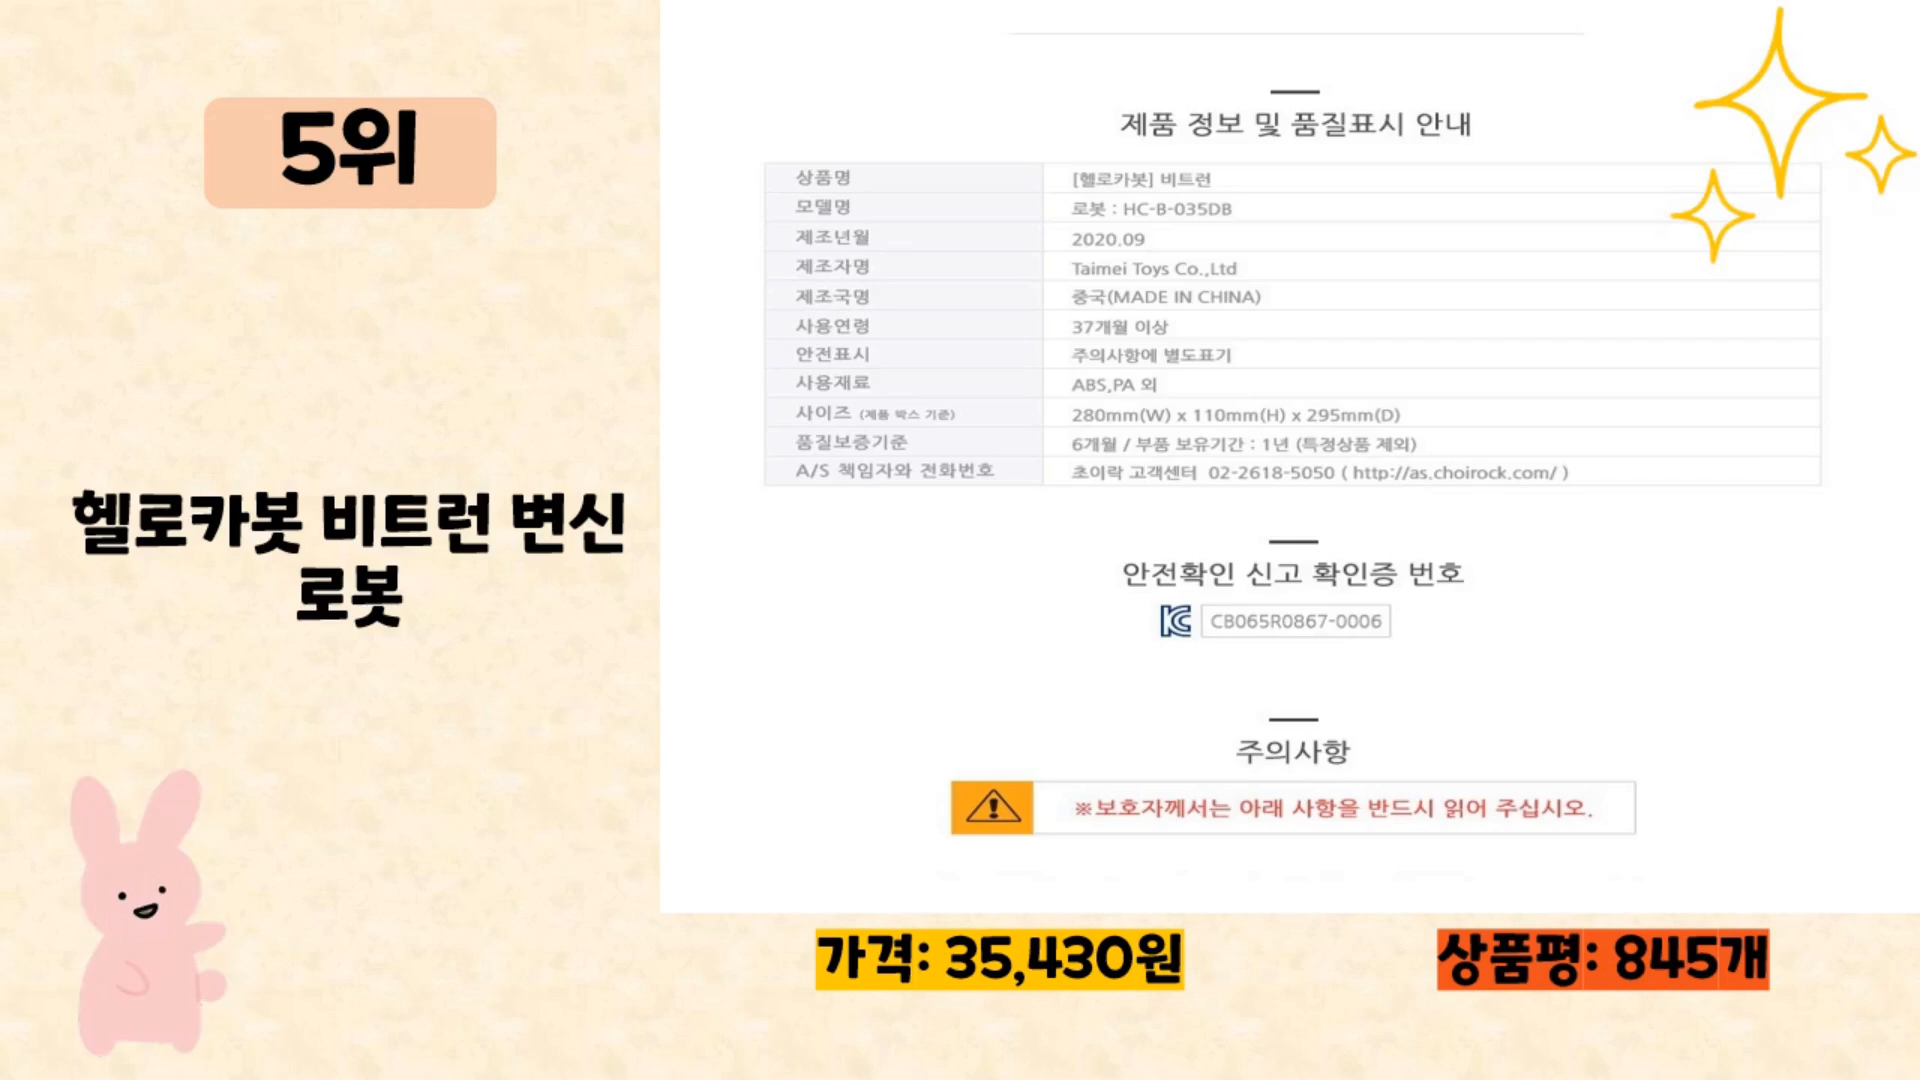 5위
헬로카봇 비트런 변신
로봇
제품 정보 및 품질표시 안내
상품명 [헬로카봇] 비트런
모델명 로봇 : HC-B-035DB
제조년월 2020.09
제조자명 Taimei Toys Co.,Ltd
제조국명 중국(MADE IN CHINA)
사용연령 37개월 이상
안전표시 주의사항에 별도표기
사용재료 ABS,PA 외
사이즈 (제품 박스 기준) 280mm(W) x 110mm(H) x 295mm(D)
품질보증기준 6개월 / 부품 보유기간 : 1년 (특정상품 제외)
A/S 책임자와 전화번호 초이락 고객센터 02-2618-5050 ( http://as.choirock.com/ )
안전확인 신고 확인증 번호
KC CB065R0867-0006
주의사항
※보호자께서는 아래 사항을 반드시 읽어 주십시오.
가격: 35,430원
상품평: 845개